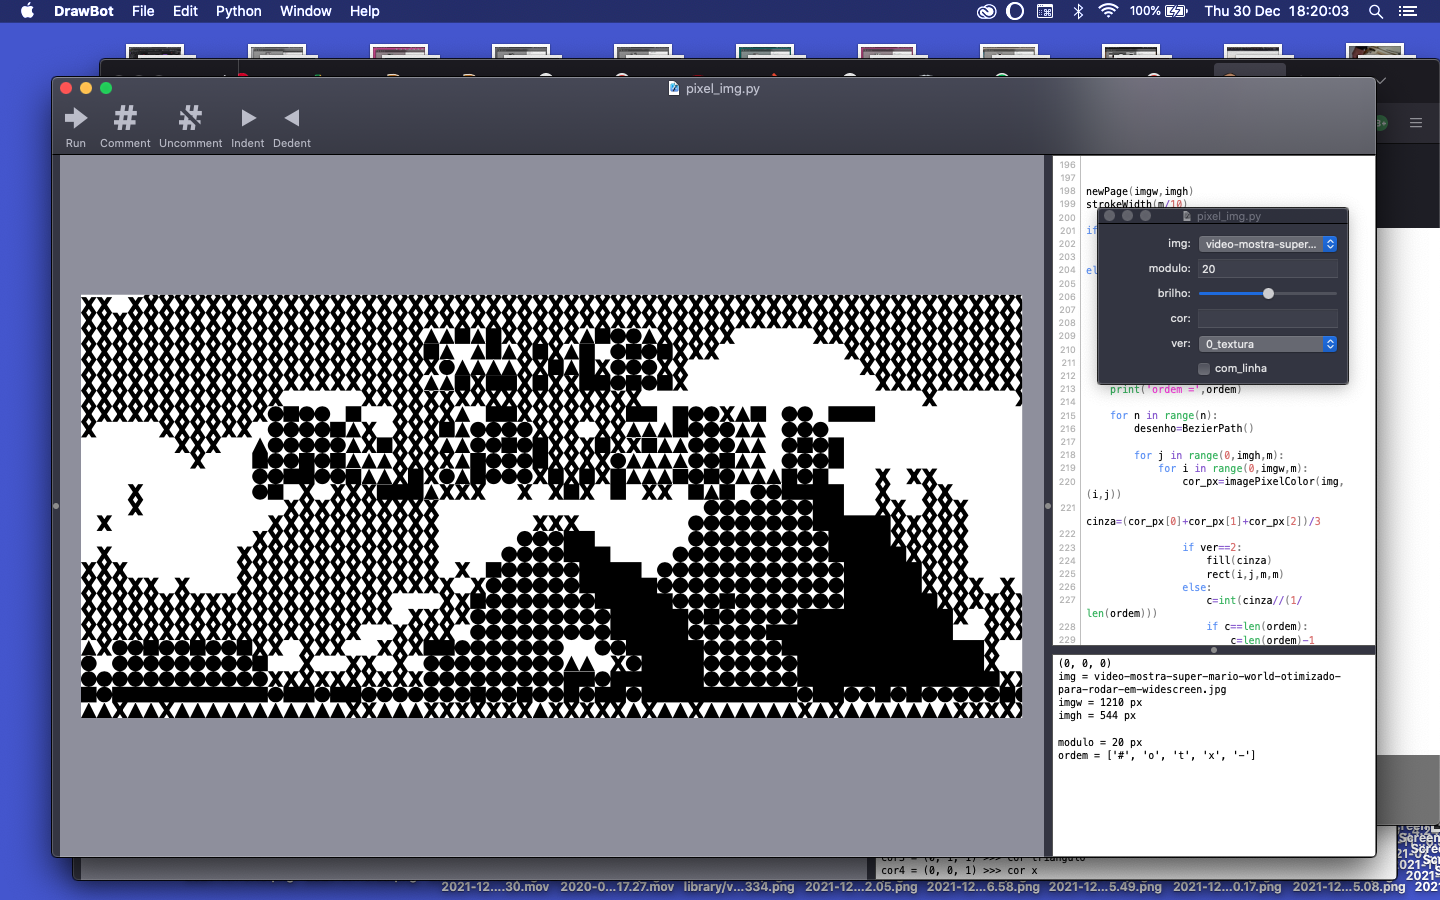 DrawBot File Edit Python Window Help
100% Thu 30 Dec 18:20:03
pixel_img.py
Run Comment Uncomment Indent Dedent
196
197
198 newPage(imgw,imgh)
199 strokeWidth(m/10)
200
201 if
202
203
204 el
205
206
207
208
209
210
211
212
213 print('ordem =',ordem)
214
215 for n in range(n):
216 desenho=BezierPath()
217
218 for j in range(0,imgh,m):
219 for i in range(0,imgw,m):
220 cor_px=imagePixelColor(img,
(i,j))
221
cinza=(cor_px[0]+cor_px[1]+cor_px[2])/3
222
223 if ver==2:
224 fill(cinza)
225 rect(i,j,m,m)
226 else:
227 c=int(cinza//(1/
len(ordem)))
228 if c==len(ordem):
229 c=len(ordem)-1
pixel_img.py
img: video-mostra-super...
modulo: 20
brilho:
cor:
ver: 0_textura
com_linha
(0, 0, 0)
img = video-mostra-super-mario-world-otimizado-
para-rodar-em-widescreen.jpg
imgw = 1210 px
imgh = 544 px
modulo = 20 px
ordem = ['#', 'o', 't', 'x', '-']
cor3 = (0, 1, 1) >>> cor triangulo
cor4 = (0, 0, 1) >>> cor x
2021-12....30.mov 2020-0...17.27.mov library/v...334.png 2021-12...2.05.png 2021-12...6.58.png 2021-12...5.49.png 2021-12...0.17.png 2021-12...5.08.png